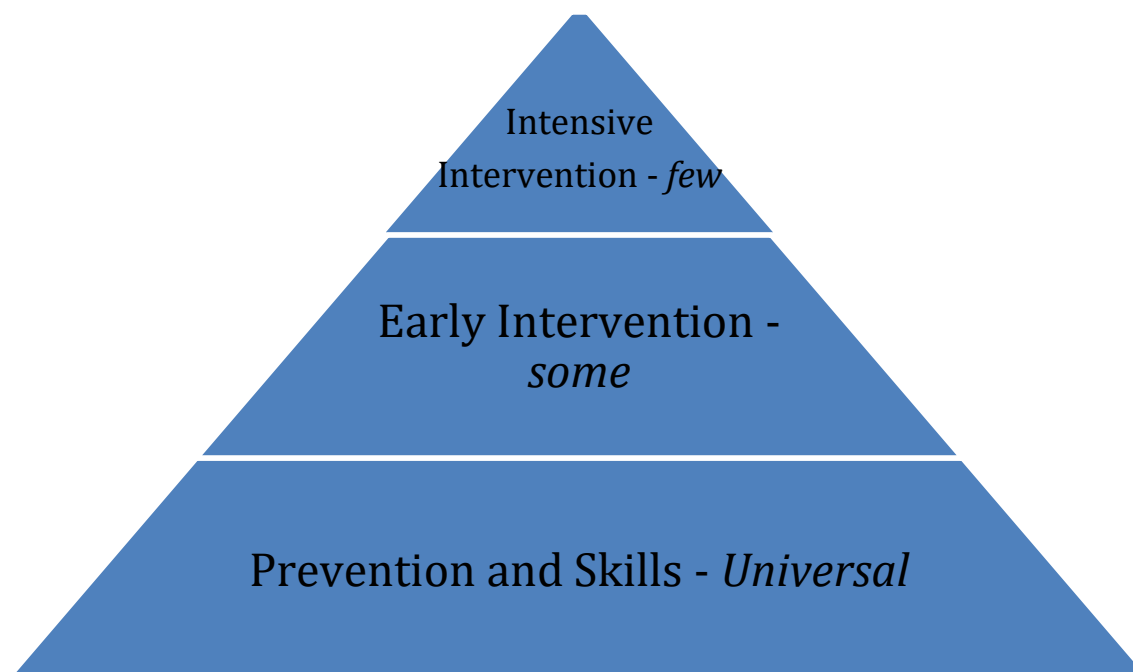 Intensive
Intervention - few
Early Intervention -
some
Prevention and Skills - Universal